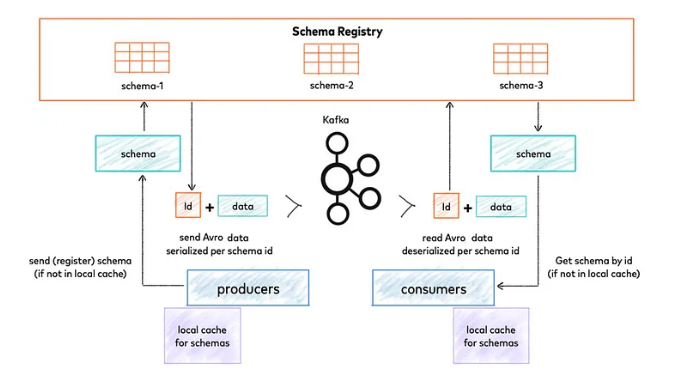 Schema Registry
schema-1
schema-2
schema-3
Kafka
schema
schema
Id + data
Id + data
send Avro data
serialized per schema id
read Avro data
deserialized per schema id
send (register) schema
(if not in local cache)
Get schema by id
(if not in local cache)
producers
consumers
local cache
for schemas
local cache
for schemas